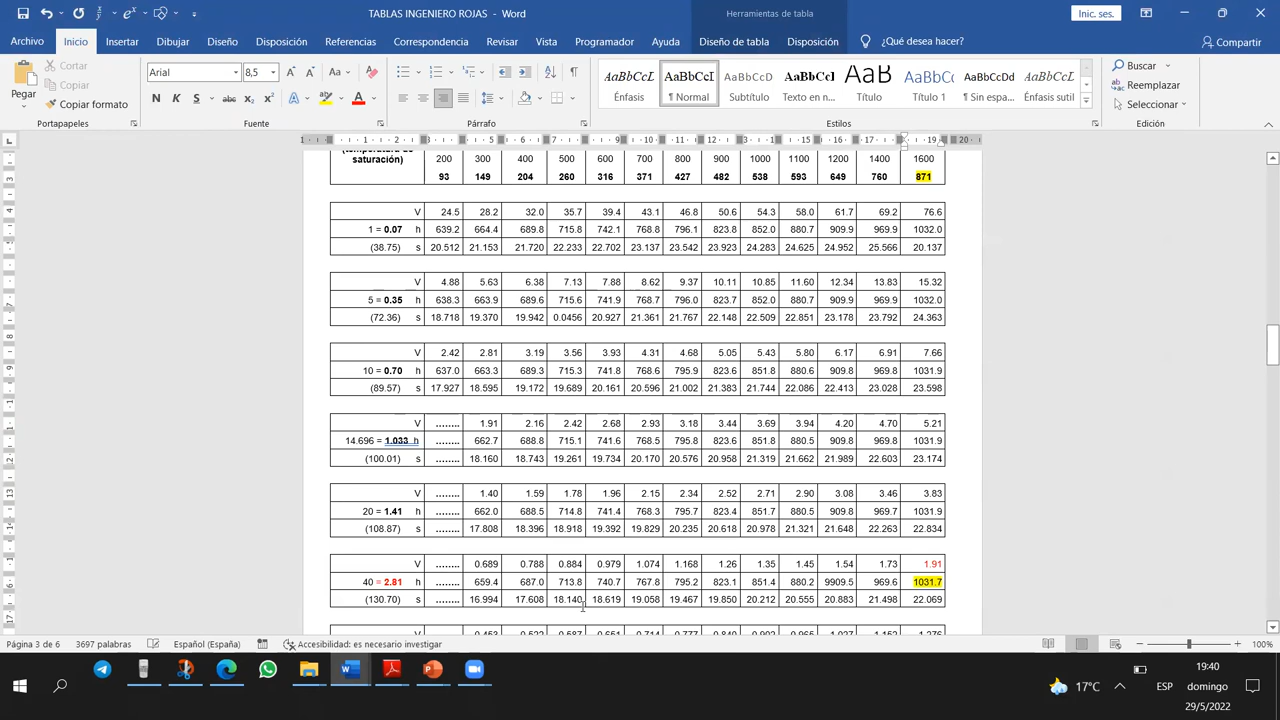 TABLAS INGENIERO ROJAS - Word
Herramientas de tabla
Inic. ses.
Archivo Inicio Insertar Dibujar Diseño Disposición Referencias Correspondencia Revisar Vista Programador Ayuda Diseño de tabla Disposición ¿Qué desea hacer? Compartir
Pegar
Cortar
Copiar
Copiar formato
Portapapeles
Arial 8,5
Fuente
Párrafo
AaBbCcL AaBbCcI AaBbCcDd AaBbCcI AaB AaBbCcl AaBbCcDd AaBbCcL
Énfasis ¶ Normal Subtítulo Texto en n... Título Título 1 ¶ Sin espa... Énfasis sutil
Estilos
Buscar
Reemplazar
Seleccionar
Edición
saturación) 200 300 400 500 600 700 800 900 1000 1100 1200 1400 1600
93 149 204 260 316 371 427 482 538 593 649 760 871
V 24.5 28.2 32.0 35.7 39.4 43.1 46.8 50.6 54.3 58.0 61.7 69.2 76.6
1 = 0.07 h 639.2 664.4 689.8 715.8 742.1 768.8 796.1 823.8 852.0 880.7 909.9 969.9 1032.0
(38.75) s 20.512 21.153 21.720 22.233 22.702 23.137 23.542 23.923 24.283 24.625 24.952 25.566 20.137
V 4.88 5.63 6.38 7.13 7.88 8.62 9.37 10.11 10.85 11.60 12.34 13.83 15.32
5 = 0.35 h 638.3 663.9 689.6 715.6 741.9 768.7 796.0 823.7 852.0 880.7 909.9 969.9 1032.0
(72.36) s 18.718 19.370 19.942 0.0456 20.927 21.361 21.767 22.148 22.509 22.851 23.178 23.792 24.363
V 2.42 2.81 3.19 3.56 3.93 4.31 4.68 5.05 5.43 5.80 6.17 6.91 7.66
10 = 0.70 h 637.0 663.3 689.3 715.3 741.8 768.6 795.9 823.6 851.8 880.6 909.8 969.8 1031.9
(89.57) s 17.927 18.595 19.172 19.689 20.161 20.596 21.002 21.383 21.744 22.086 22.413 23.028 23.598
V ........ 1.91 2.16 2.42 2.68 2.93 3.18 3.44 3.69 3.94 4.20 4.70 5.21
14.696 = 1.033 h ........ 662.7 688.8 715.1 741.6 768.5 795.8 823.6 851.8 880.5 909.8 969.8 1031.9
(100.01) s ........ 18.160 18.743 19.261 19.734 20.170 20.576 20.958 21.319 21.662 21.989 22.603 23.174
V ........ 1.40 1.59 1.78 1.96 2.15 2.34 2.52 2.71 2.90 3.08 3.46 3.83
20 = 1.41 h ........ 662.0 688.5 714.8 741.4 768.3 795.7 823.4 851.7 880.4 909.8 969.7 1031.9
(108.87) s ........ 17.808 18.396 18.918 19.392 19.829 20.235 20.618 20.978 21.321 21.648 22.263 22.834
V ........ 0.689 0.788 0.884 0.979 1.074 1.168 1.26 1.35 1.45 1.54 1.73 1.91
40 = 2.81 h ........ 659.4 687.0 713.8 740.7 767.8 795.2 823.1 851.4 880.2 9909.5 969.6 1031.7
(130.70) s ........ 16.994 17.608 18.140 18.619 19.058 19.467 19.850 20.212 20.555 20.883 21.498 22.069
Página 3 de 6 3697 palabras Español (España) Accesibilidad: es necesario investigar 100%
17°C ESP
19:40
domingo
29/5/2022